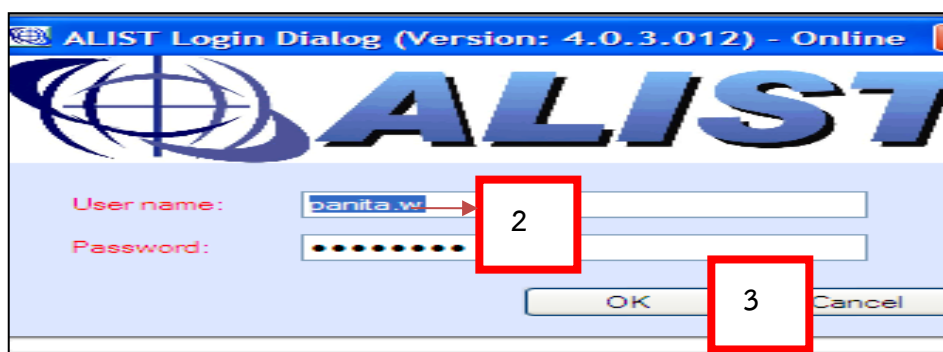 ALIST Login Dialog (Version: 4.0.3.012) - Online
ALIST
User name: panita.w 2
Password: ••••••••
OK 3 Cancel